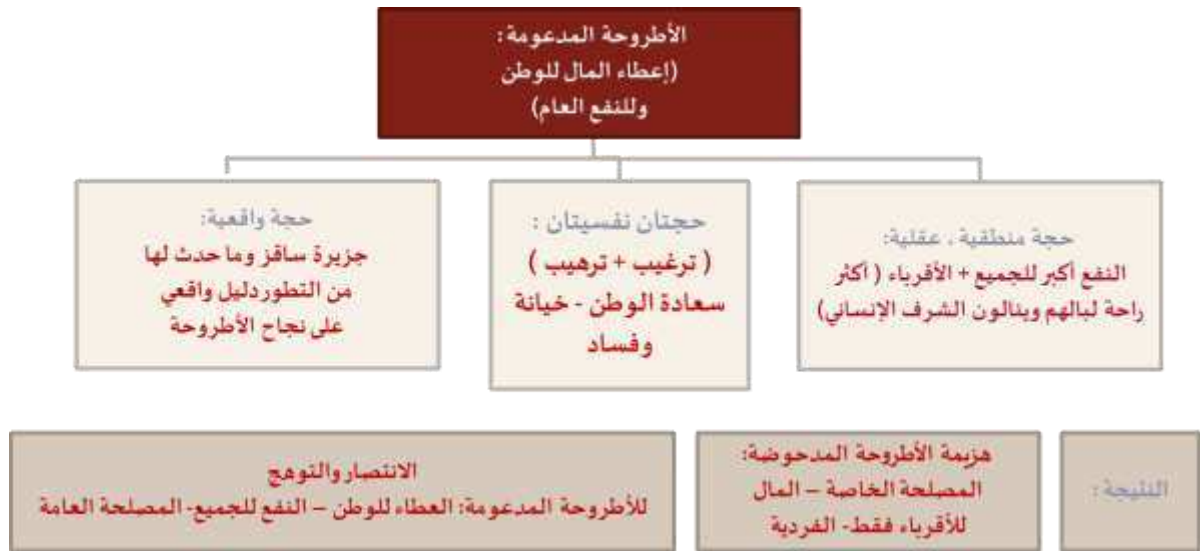 الأطروحة المدعومة:
(إعطاء المال للوطن
وللنفع العام)
حجة منطقية ، عقلية:
النفع أكبر للجميع + الأقرباء ( أكثر
راحة لبالهم وينالون الشرف الإنساني)
حجتان نفسيتان :
( ترغيب + ترهيب )
سعادة الوطن - خيانة
وفساد
حجة واقعية:
جزيرة ساقز وما حدث لها
من التطور دليل واقعي
على نجاح الأطروحة
النتيجة :
هزيمة الأطروحة المدحوضة:
المصلحة الخاصة – المال
للأقرباء فقط- الفردية
الانتصار والتوهج
للأطروحة المدعومة: العطاء للوطن – النفع للجميع- المصلحة العامة